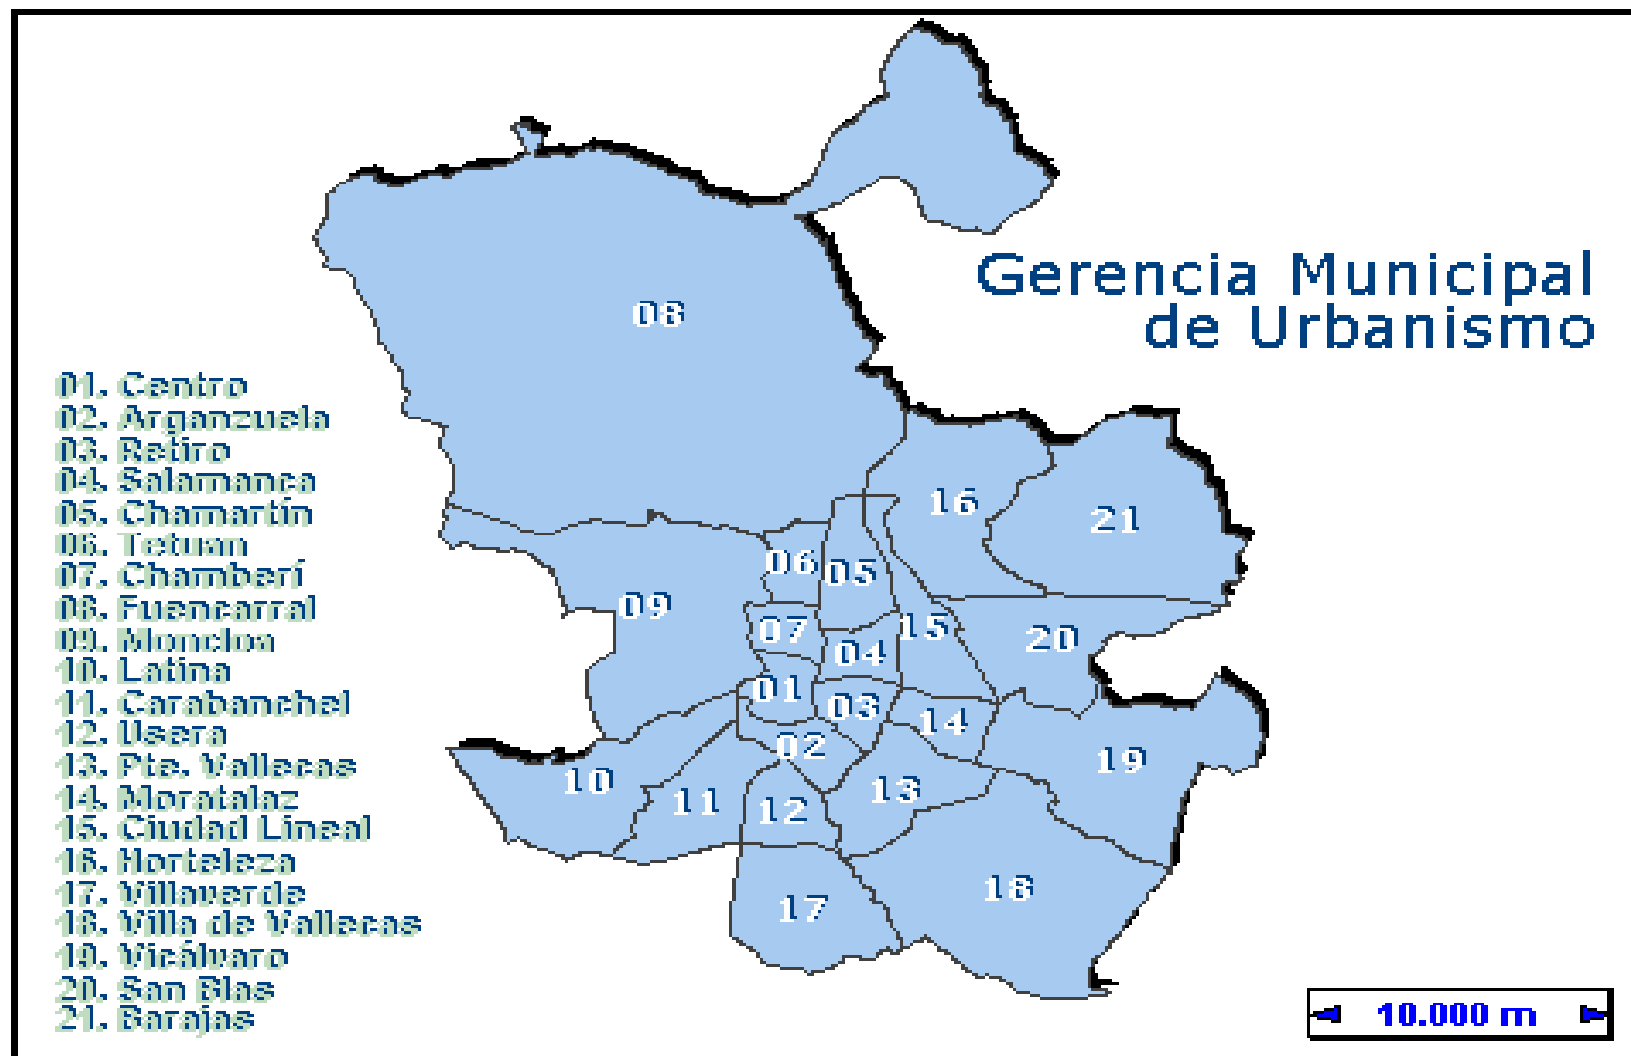 Gerencia Municipal
de Urbanismo
01. Centro
02. Arganzuela
03. Retiro
04. Salamanca
05. Chamartín
06. Tetuan
07. Chamberí
08. Fuencarral
09. Moncloa
10. Latina
11. Carabanchel
12. Usera
13. Pte. Vallecas
14. Moratalaz
15. Ciudad Lineal
16. Horteleza
17. Villaverde
18. Villa de Vallecas
19. Vicálvaro
20. San Blas
21. Barajas
08
16
21
06
05
09
07
15
20
04
01
03
14
02
19
10
11
12
13
18
17
10.000 m